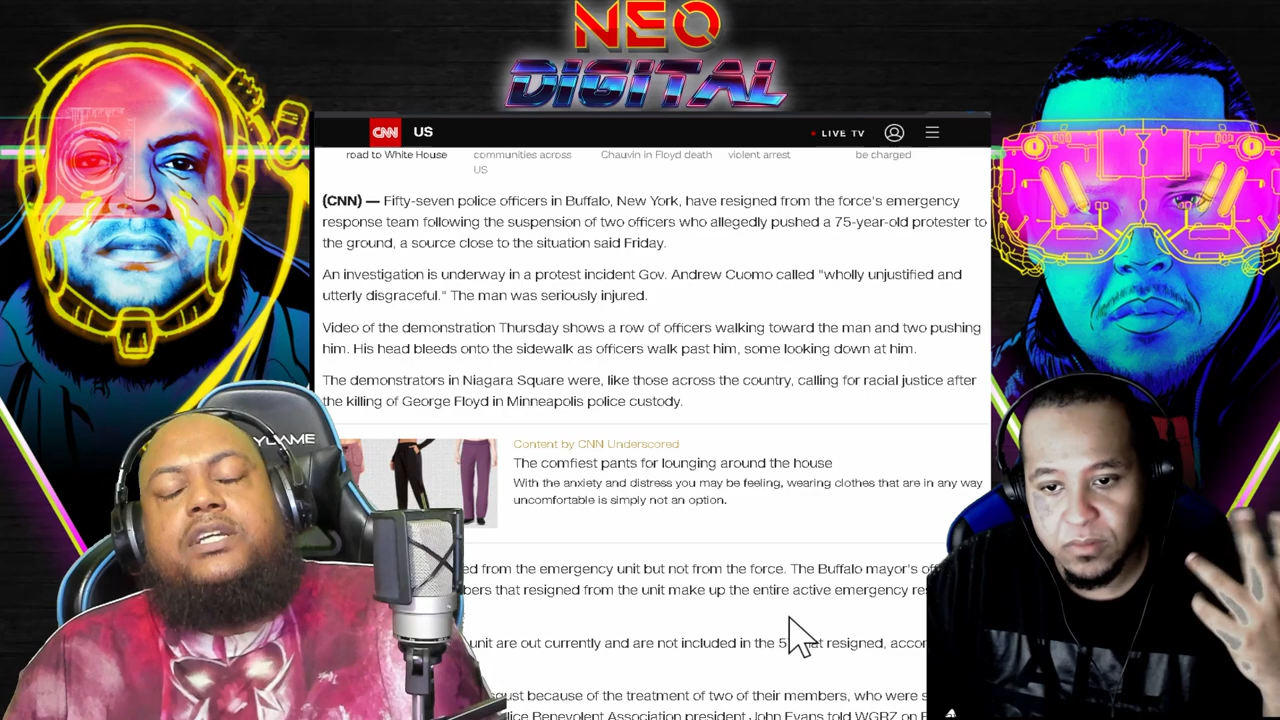 NEO
DIGITAL
CNN US LIVE TV
road to White House communities across Chauvin in Floyd death violent arrest be charged
US
(CNN) — Fifty-seven police officers in Buffalo, New York, have resigned from the force's emergency
response team following the suspension of two officers who allegedly pushed a 75-year-old protester to
the ground, a source close to the situation said Friday.
An investigation is underway in a protest incident Gov. Andrew Cuomo called "wholly unjustified and
utterly disgraceful." The man was seriously injured.
Video of the demonstration Thursday shows a row of officers walking toward the man and two pushing
him. His head bleeds onto the sidewalk as officers walk past him, some looking down at him.
The demonstrators in Niagara Square were, like those across the country, calling for racial justice after
the killing of George Floyd in Minneapolis police custody.
Content by CNN Underscored
The comfiest pants for lounging around the house
With the anxiety and distress you may be feeling, wearing clothes that are in any way
uncomfortable is simply not an option.
from the emergency unit but not from the force. The Buffalo mayor's
that resigned from the unit make up the entire active emergency
unit are out currently and are not included in the resigned,
because of the treatment of two of their members, who were
Benevolent Association president John Evans told WGRZ on